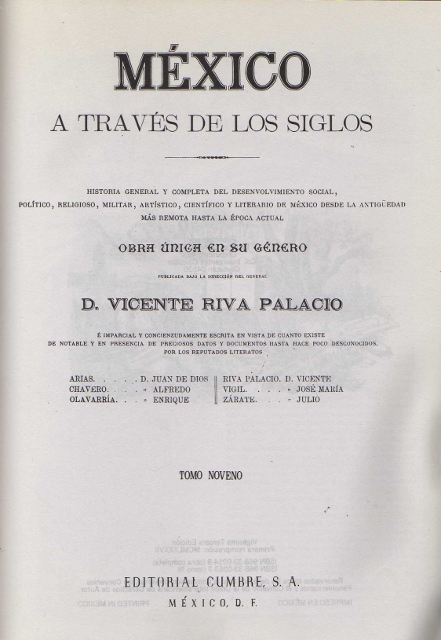 MÉXICO
A TRAVÉS DE LOS SIGLOS
HISTORIA GENERAL Y COMPLETA DEL DESENVOLVIMIENTO SOCIAL,
POLÍTICO, RELIGIOSO, MILITAR, ARTÍSTICO, CIENTÍFICO Y LITERARIO DE MÉXICO DESDE LA ANTIGÜEDAD
MÁS REMOTA HASTA LA ÉPOCA ACTUAL
OBRA ÚNICA EN SU GÉNERO
PUBLICADA BAJO LA DIRECCIÓN DEL GENERAL
D. VICENTE RIVA PALACIO
É IMPARCIAL Y CONCIENZUDAMENTE ESCRITA EN VISTA DE CUANTO EXISTE
DE NOTABLE Y EN PRESENCIA DE PRECIOSOS DATOS Y DOCUMENTOS HASTA HACE POCO DESCONOCIDOS,
POR LOS REPUTADOS LITERATOS
ARIAS. . . . . D. JUAN DE DIOS
CHAVERO. . . . » ALFREDO
OLAVARRÍA. . . » ENRIQUE
RIVA PALACIO. D. VICENTE
VIGIL. . . . . » JOSÉ MARÍA
ZÁRATE. . . . » JULIO
TOMO NOVENO
EDITORIAL CUMBRE, S. A.
MÉXICO, D. F.